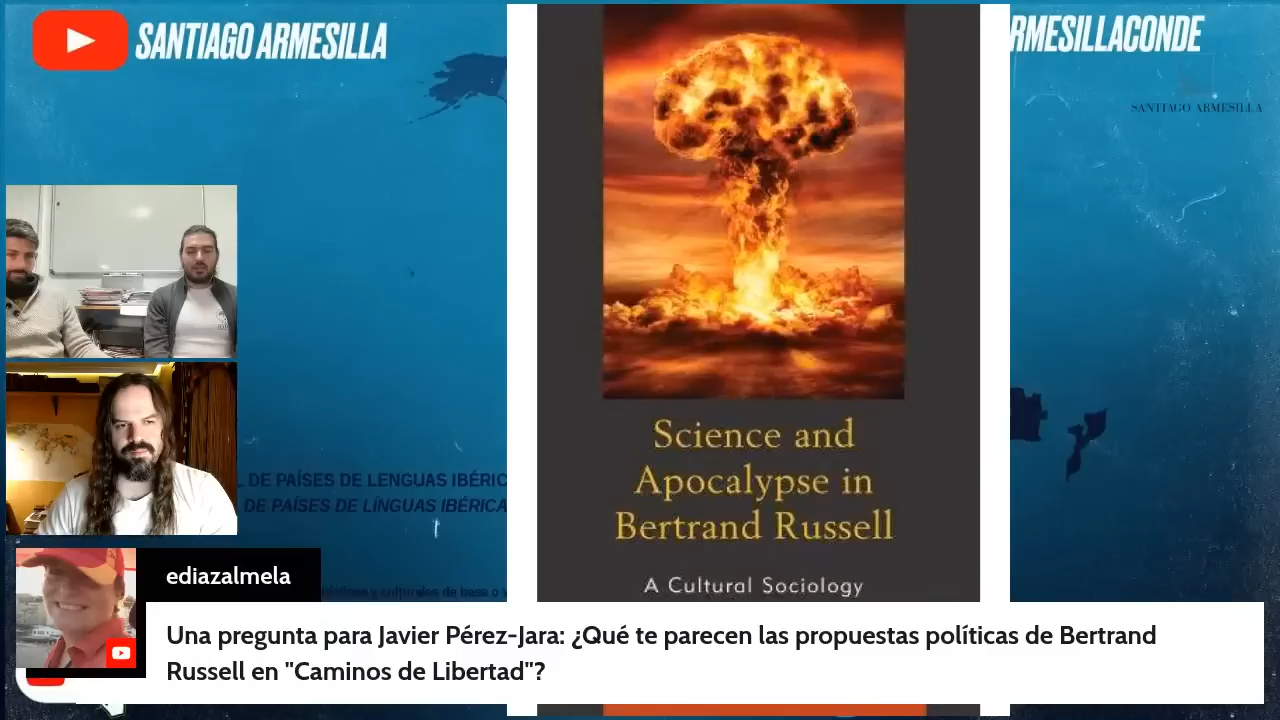 SANTIAGO ARMESILLA
RMESILLACONDE
SANTIAGO ARMESILLA
Science and
Apocalypse in
Bertrand Russell
A Cultural Sociology
DE PAÍSES DE LENGUAS IBÉRIC
DE PAÍSES DE LÍNGUAS IBÉRICA
ediazalmela
Una pregunta para Javier Pérez-Jara: ¿Qué te parecen las propuestas políticas de Bertrand
Russell en "Caminos de Libertad"?